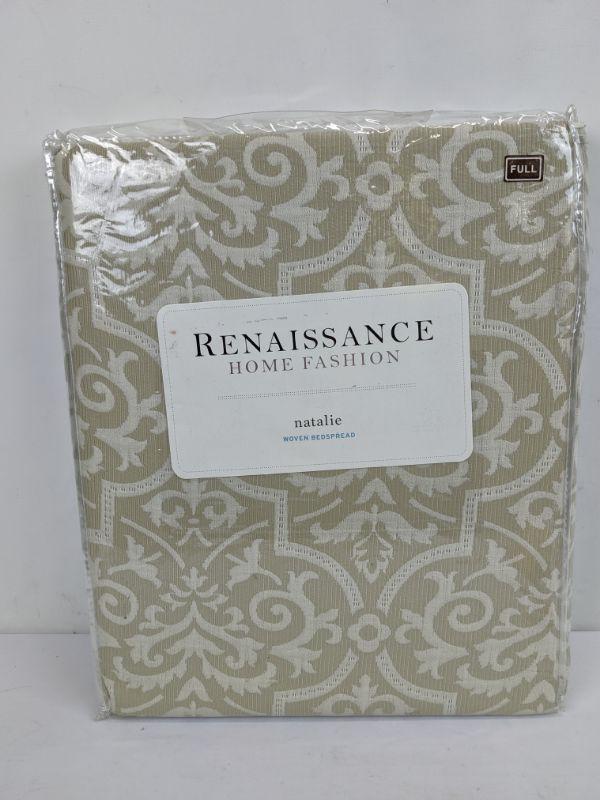 FULL
RENAISSANCE
HOME FASHION
natalie
WOVEN BEDSPREAD